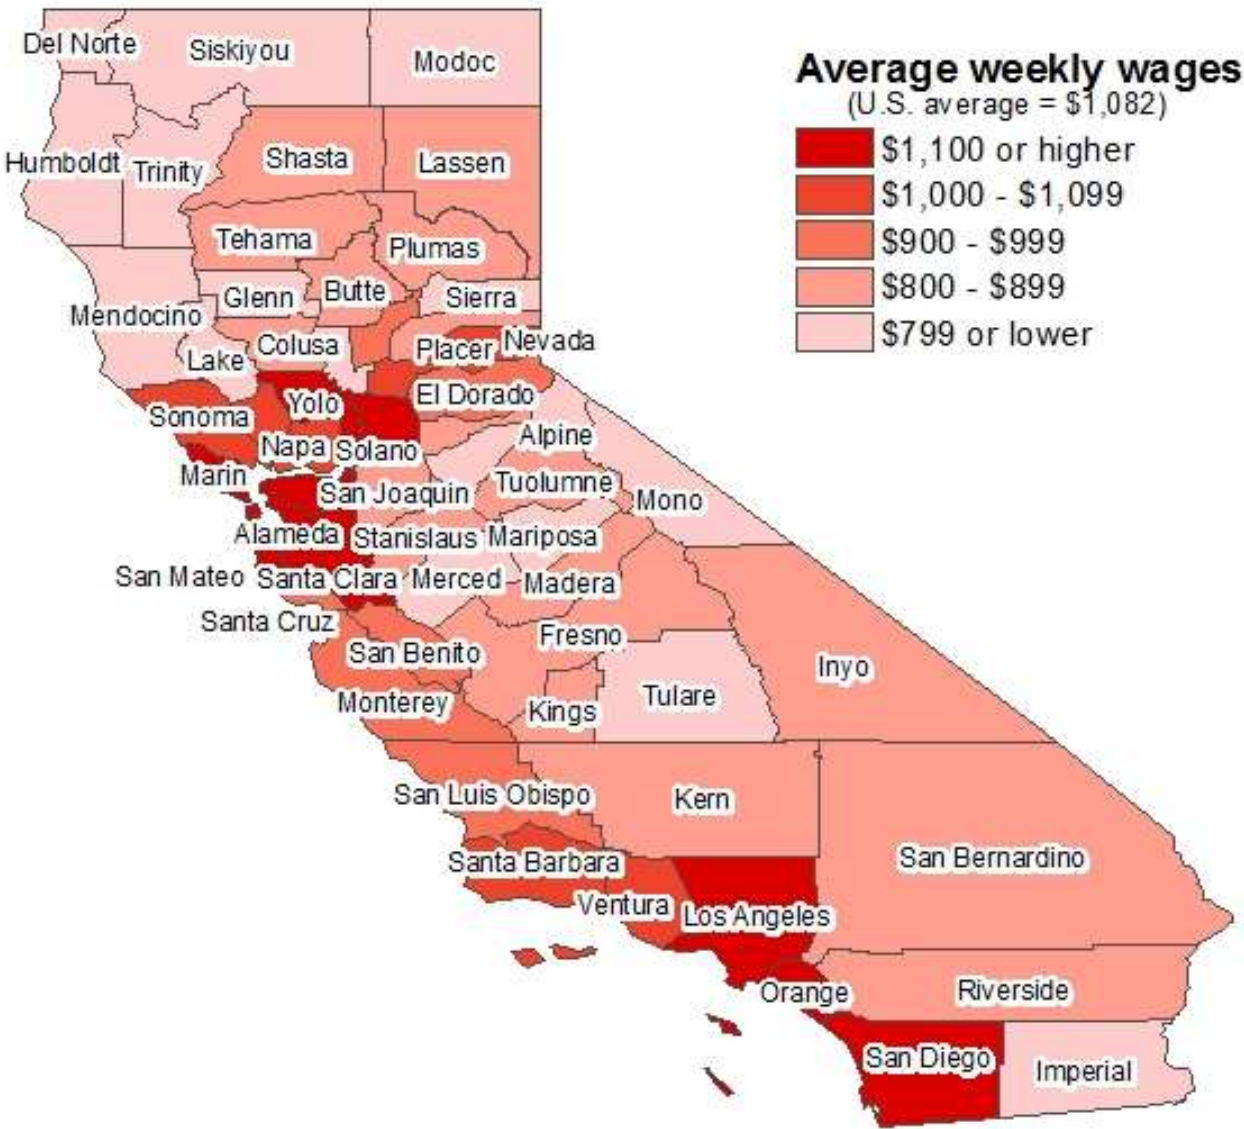 Average weekly wages
(U.S. average = $1,082)
$1,100 or higher
$1,000 - $1,099
$900 - $999
$800 - $899
$799 or lower
Del Norte
Siskiyou
Modoc
Humboldt
Trinity
Shasta
Lassen
Tehama
Plumas
Mendocino
Glenn
Butte
Sierra
Lake
Colusa
Placer
Nevada
Sonoma
Yolo
El Dorado
Napa
Solano
Alpine
Marin
San Joaquin
Tuolumne
Mono
Alameda
Stanislaus
Mariposa
San Mateo
Santa Clara
Merced
Madera
Santa Cruz
Fresno
San Benito
Inyo
Monterey
Kings
Tulare
San Luis Obispo
Kern
San Bernardino
Santa Barbara
Ventura
Los Angeles
Orange
Riverside
San Diego
Imperial